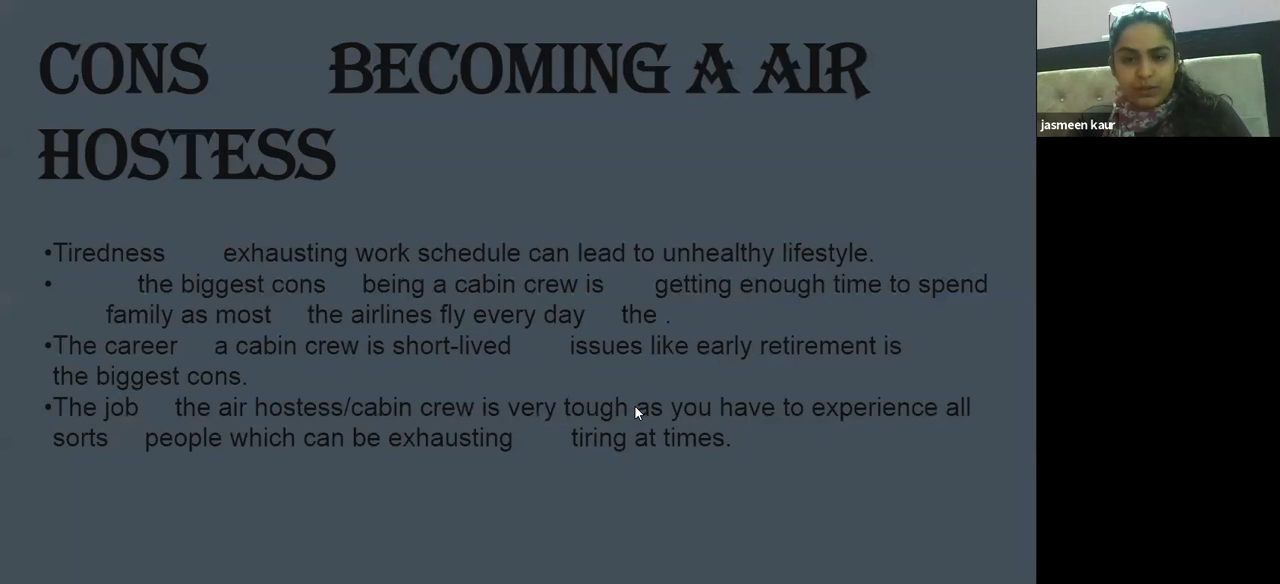 CONS BECOMING A AIR
HOSTESS
•Tiredness exhausting work schedule can lead to unhealthy lifestyle.
• the biggest cons being a cabin crew is getting enough time to spend
family as most the airlines fly every day the .
•The career a cabin crew is short-lived issues like early retirement is
the biggest cons.
•The job the air hostess/cabin crew is very tough as you have to experience all
sorts people which can be exhausting tiring at times.
jasmeen kaur